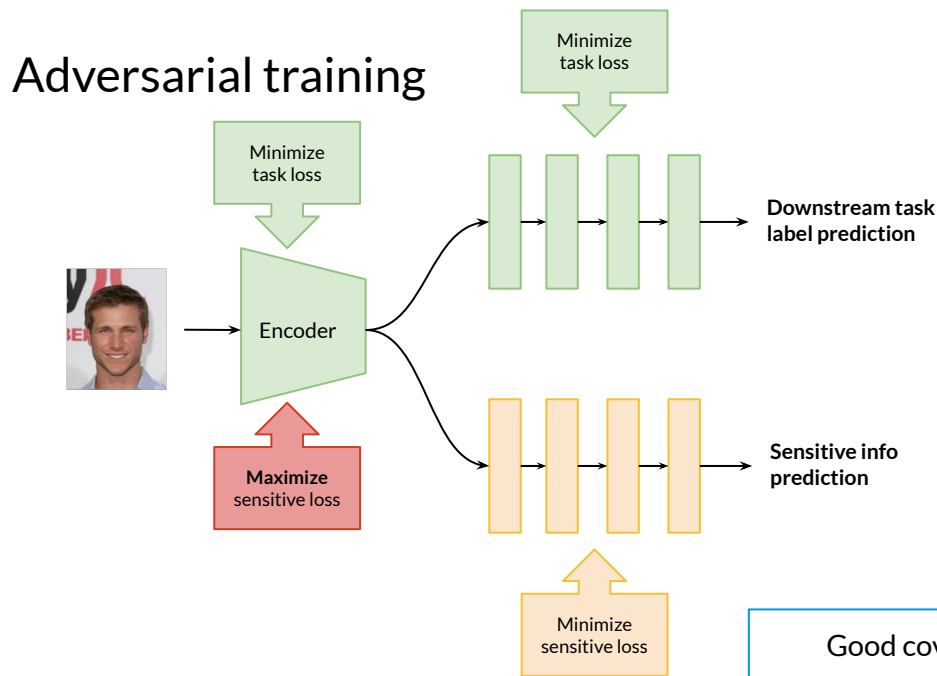 Adversarial training
Minimize
task loss
Minimize
task loss
Downstream task
label prediction
Encoder
Maximize
sensitive loss
Sensitive info
prediction
Minimize
sensitive loss
Good